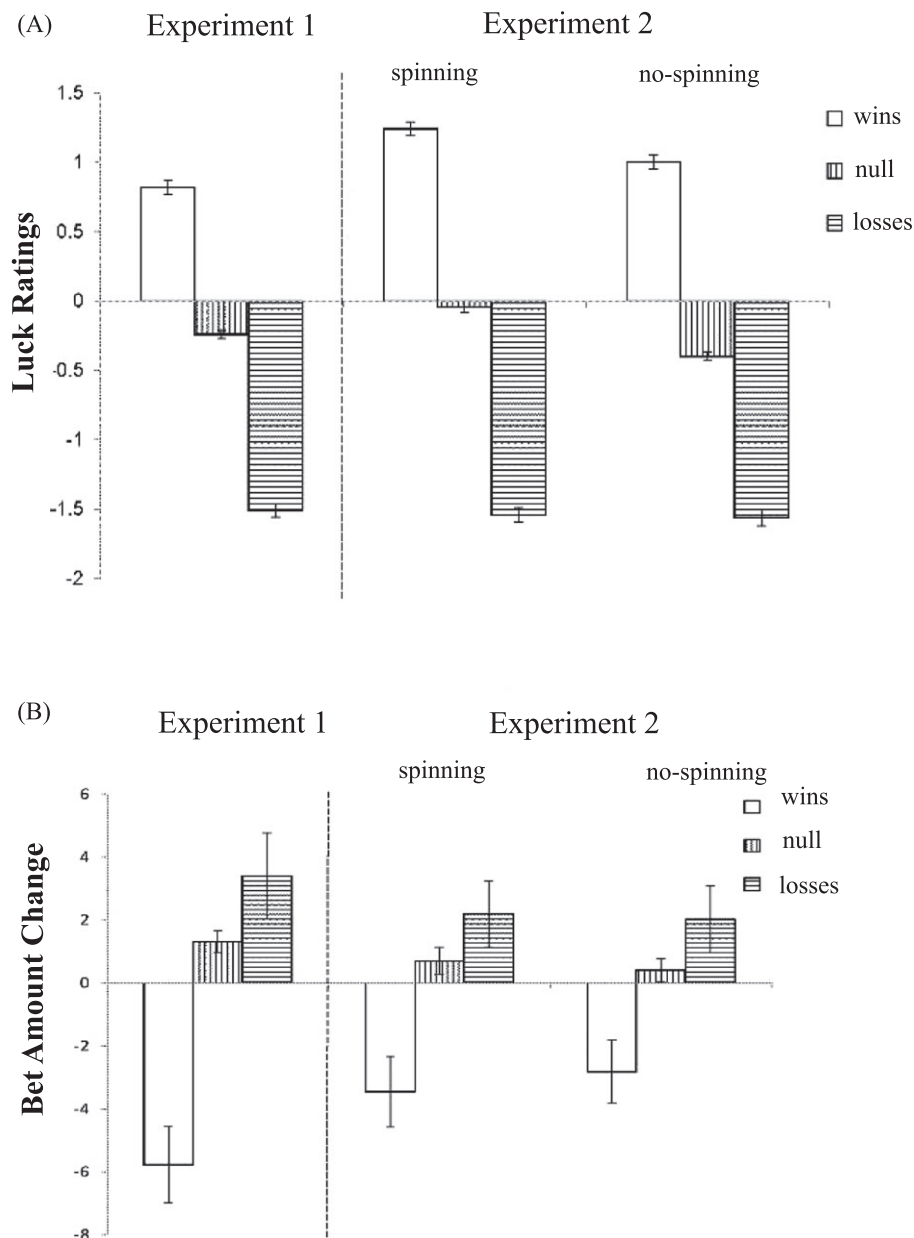 (A)
Experiment 1 Experiment 2
spinning no-spinning
1.5
1
0.5
0
-0.5
-1
-1.5
-2
Luck Ratings
wins
null
losses
(B)
Experiment 1 Experiment 2
spinning no-spinning
6
4
2
0
-2
-4
-6
-8
Bet Amount Change
wins
null
losses